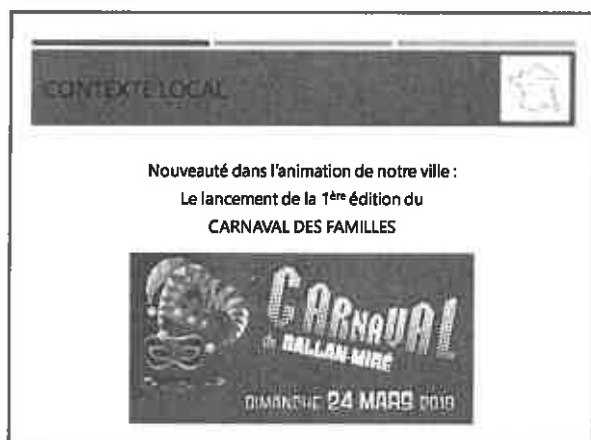 CONTEXTE LOCAL
Nouveauté dans l'animation de notre ville :
Le lancement de la 1ère édition du
CARNAVAL DES FAMILLES
CARNAVAL
de BALLAN-MIRÉ
DIMANCHE 24 MARS 2019